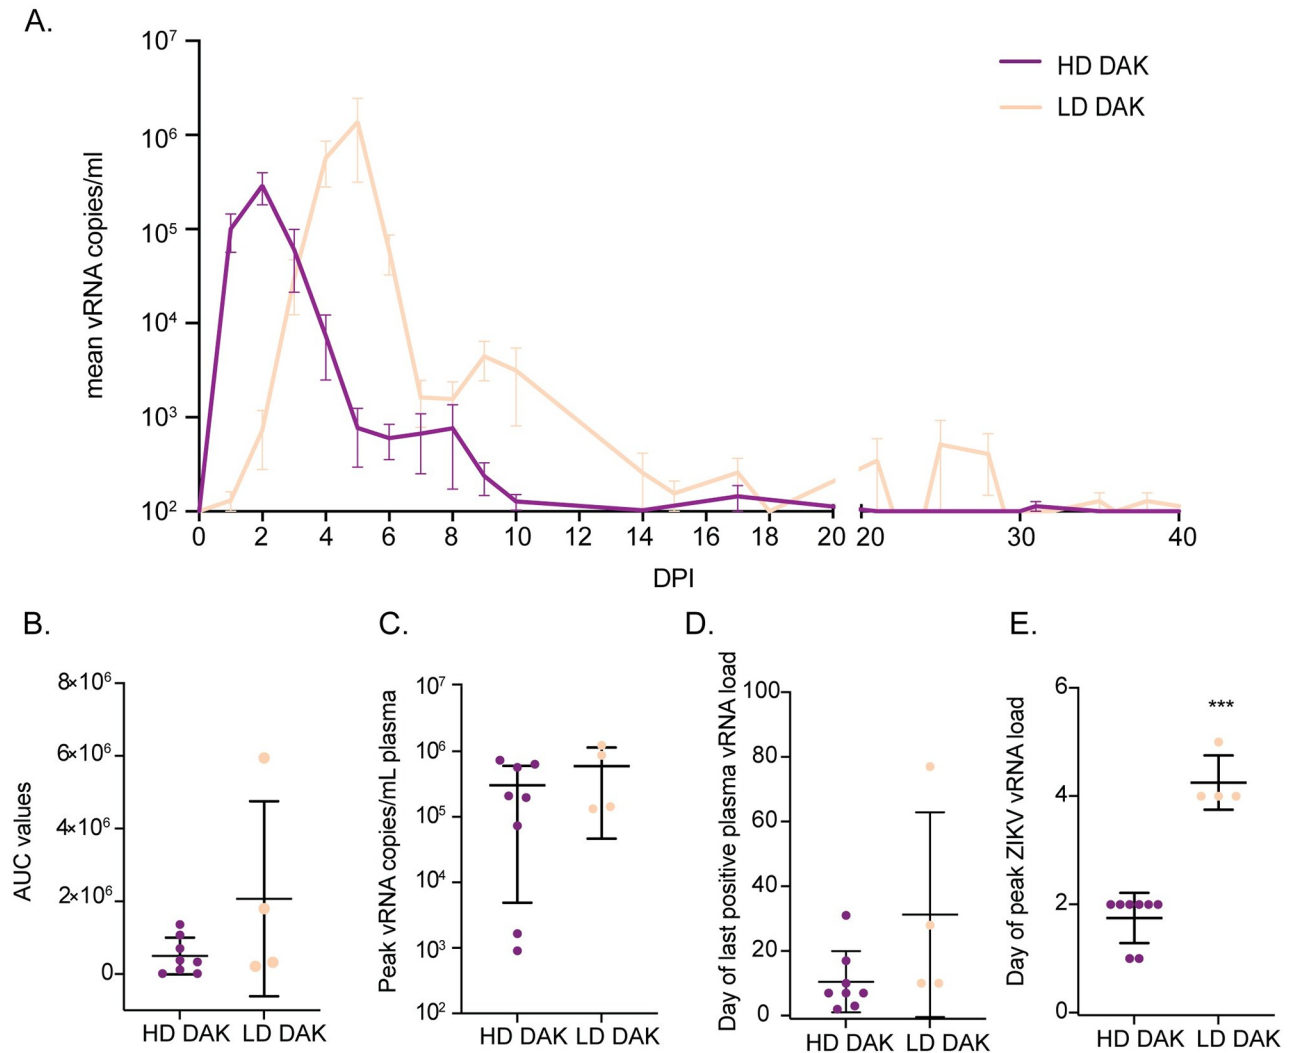 A.
HD DAK
LD DAK
mean vRNA copies/ml
10⁷
10⁶
10⁵
10⁴
10³
10²
0 2 4 6 8 10 12 14 16 18 20 20 30 40
DPI
B.
AUC values
8×10⁶
6×10⁶
4×10⁶
2×10⁶
0
HD DAK LD DAK
C.
Peak vRNA copies/mL plasma
10⁷
10⁶
10⁵
10⁴
10³
10²
HD DAK LD DAK
D.
Day of last positive plasma vRNA load
100
80
60
40
20
0
HD DAK LD DAK
E.
Day of peak ZIKV vRNA load
6
4
2
0
***
HD DAK LD DAK